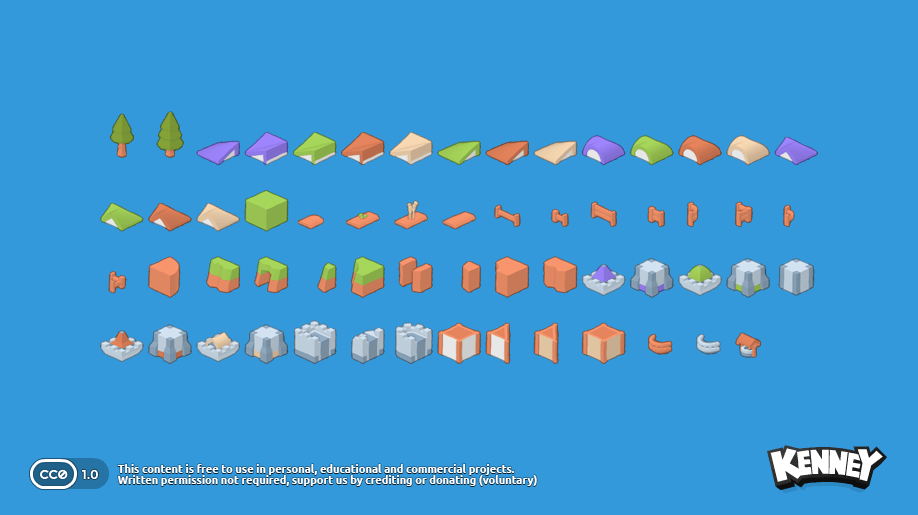 CC0 1.0
This content is free to use in personal, educational and commercial projects.
Written permission not required, support us by crediting or donating (voluntary)
KENNEY